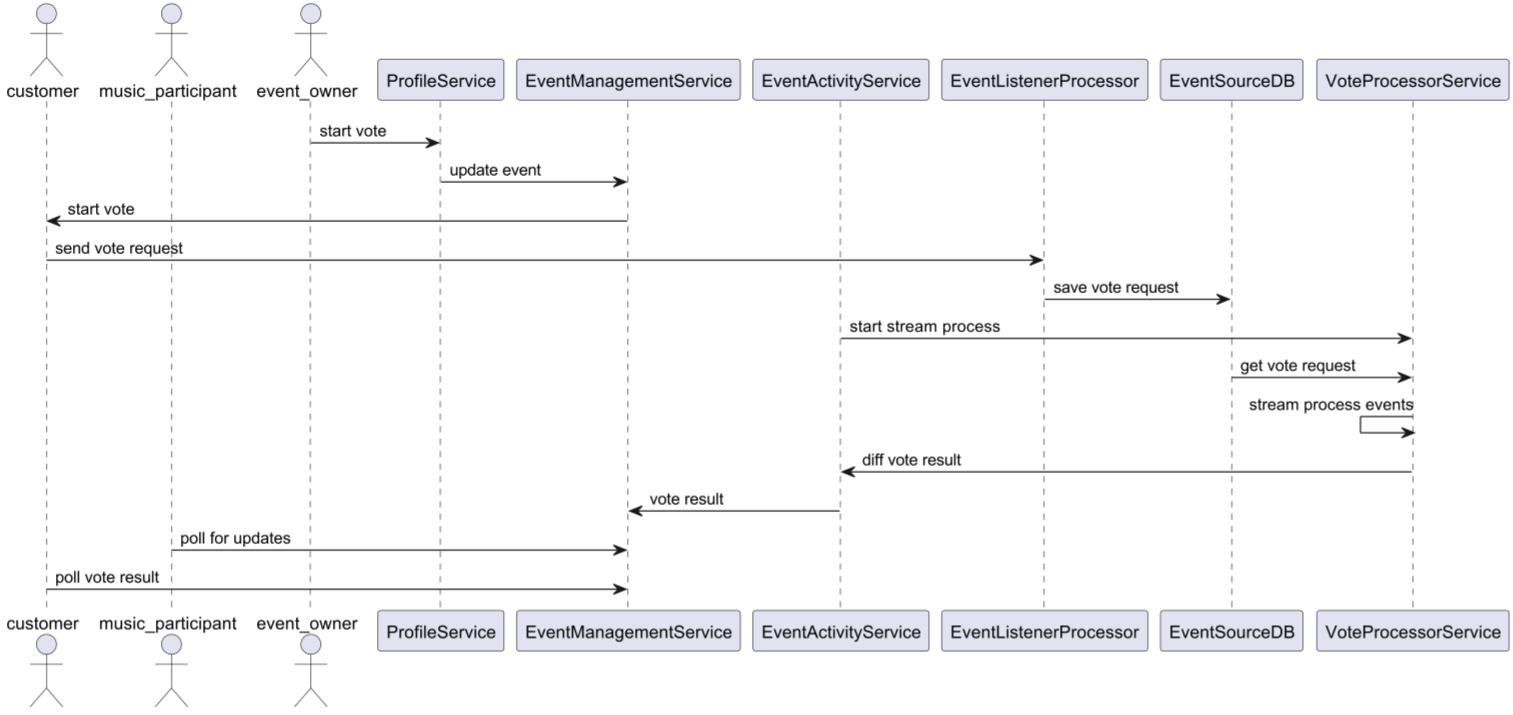 customer
music_participant
event_owner
ProfileService
EventManagementService
EventActivityService
EventListenerProcessor
EventSourceDB
VoteProcessorService
start vote
update event
start vote
send vote request
save vote request
start stream process
get vote request
stream process events
diff vote result
vote result
poll for updates
poll vote result
customer
music_participant
event_owner
ProfileService
EventManagementService
EventActivityService
EventListenerProcessor
EventSourceDB
VoteProcessorService